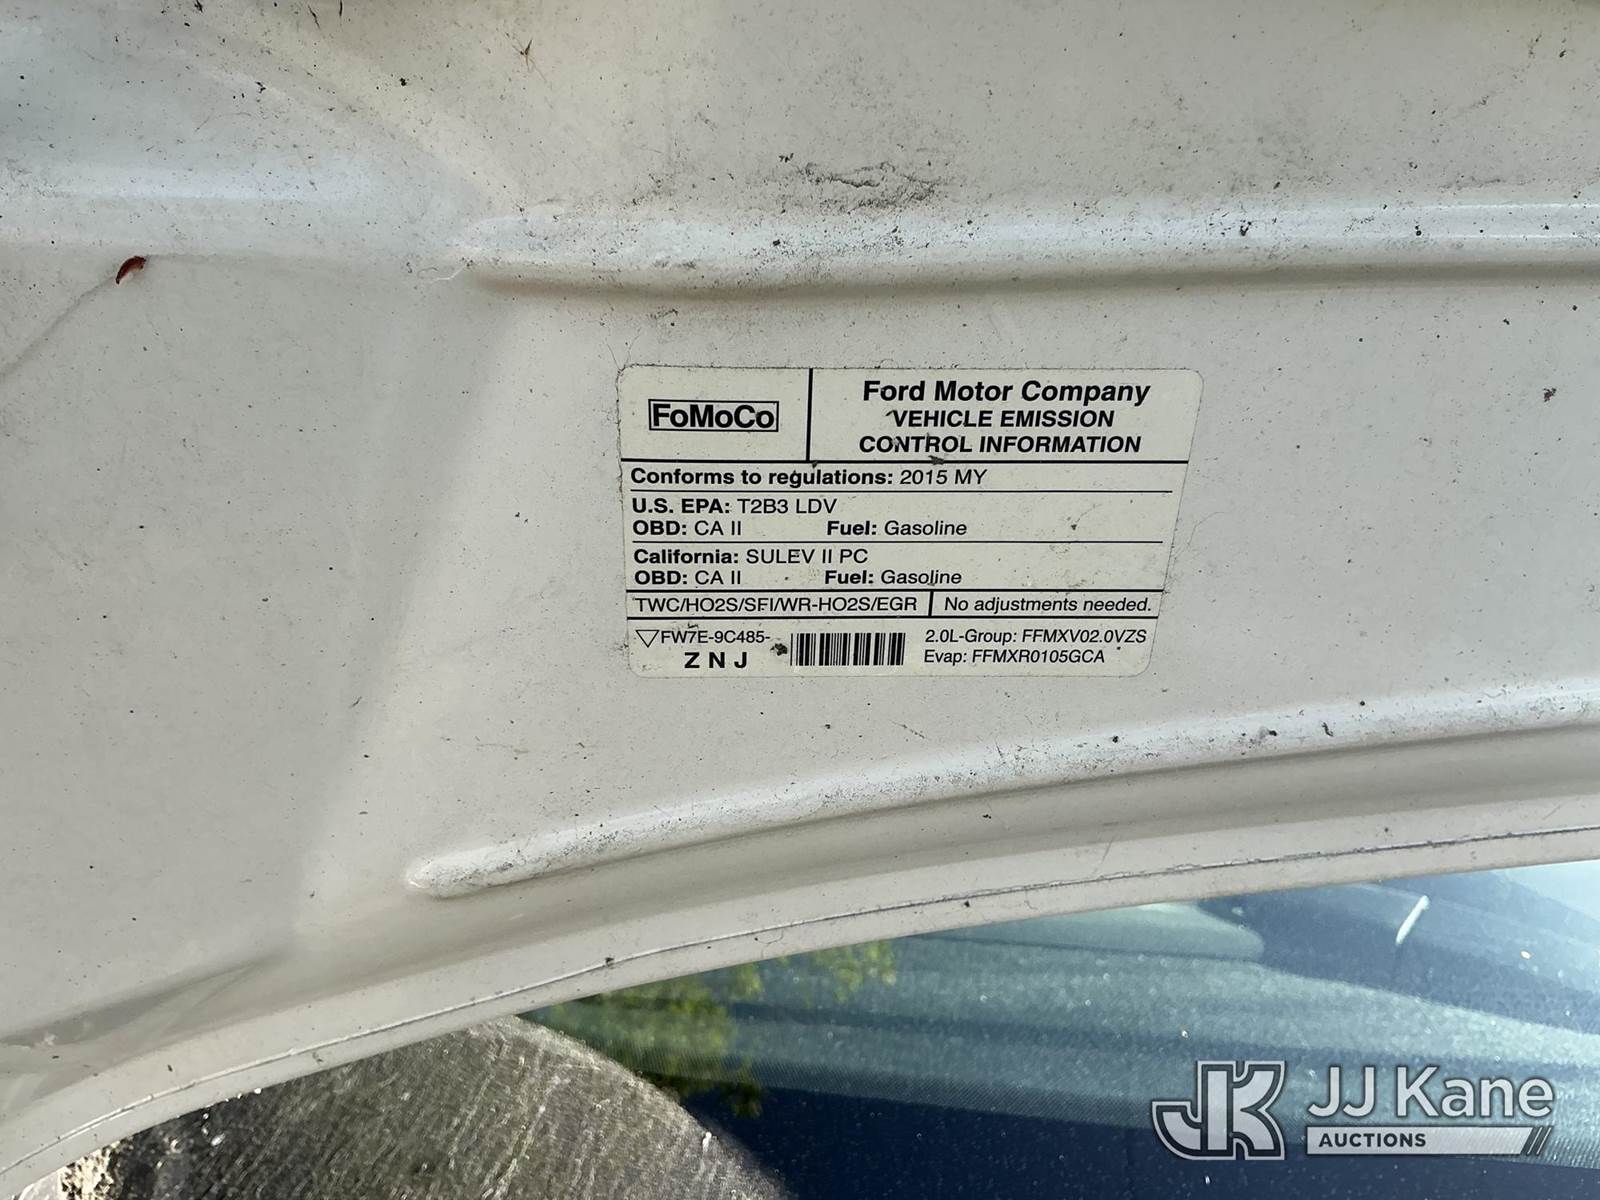 FoMoCo
Ford Motor Company
VEHICLE EMISSION
CONTROL INFORMATION
Conforms to regulations: 2015 MY
U.S. EPA: T2B3 LDV
OBD: CA II Fuel: Gasoline
California: SULEV II PC
OBD: CA II Fuel: Gasoline
TWC/HO2S/SFI/WR-HO2S/EGR No adjustments needed.
FW7E-9C485-
Z N J
2.0L-Group: FFMXV02.0VZS
Evap: FFMXR0105GCA
JK JJ Kane
AUCTIONS